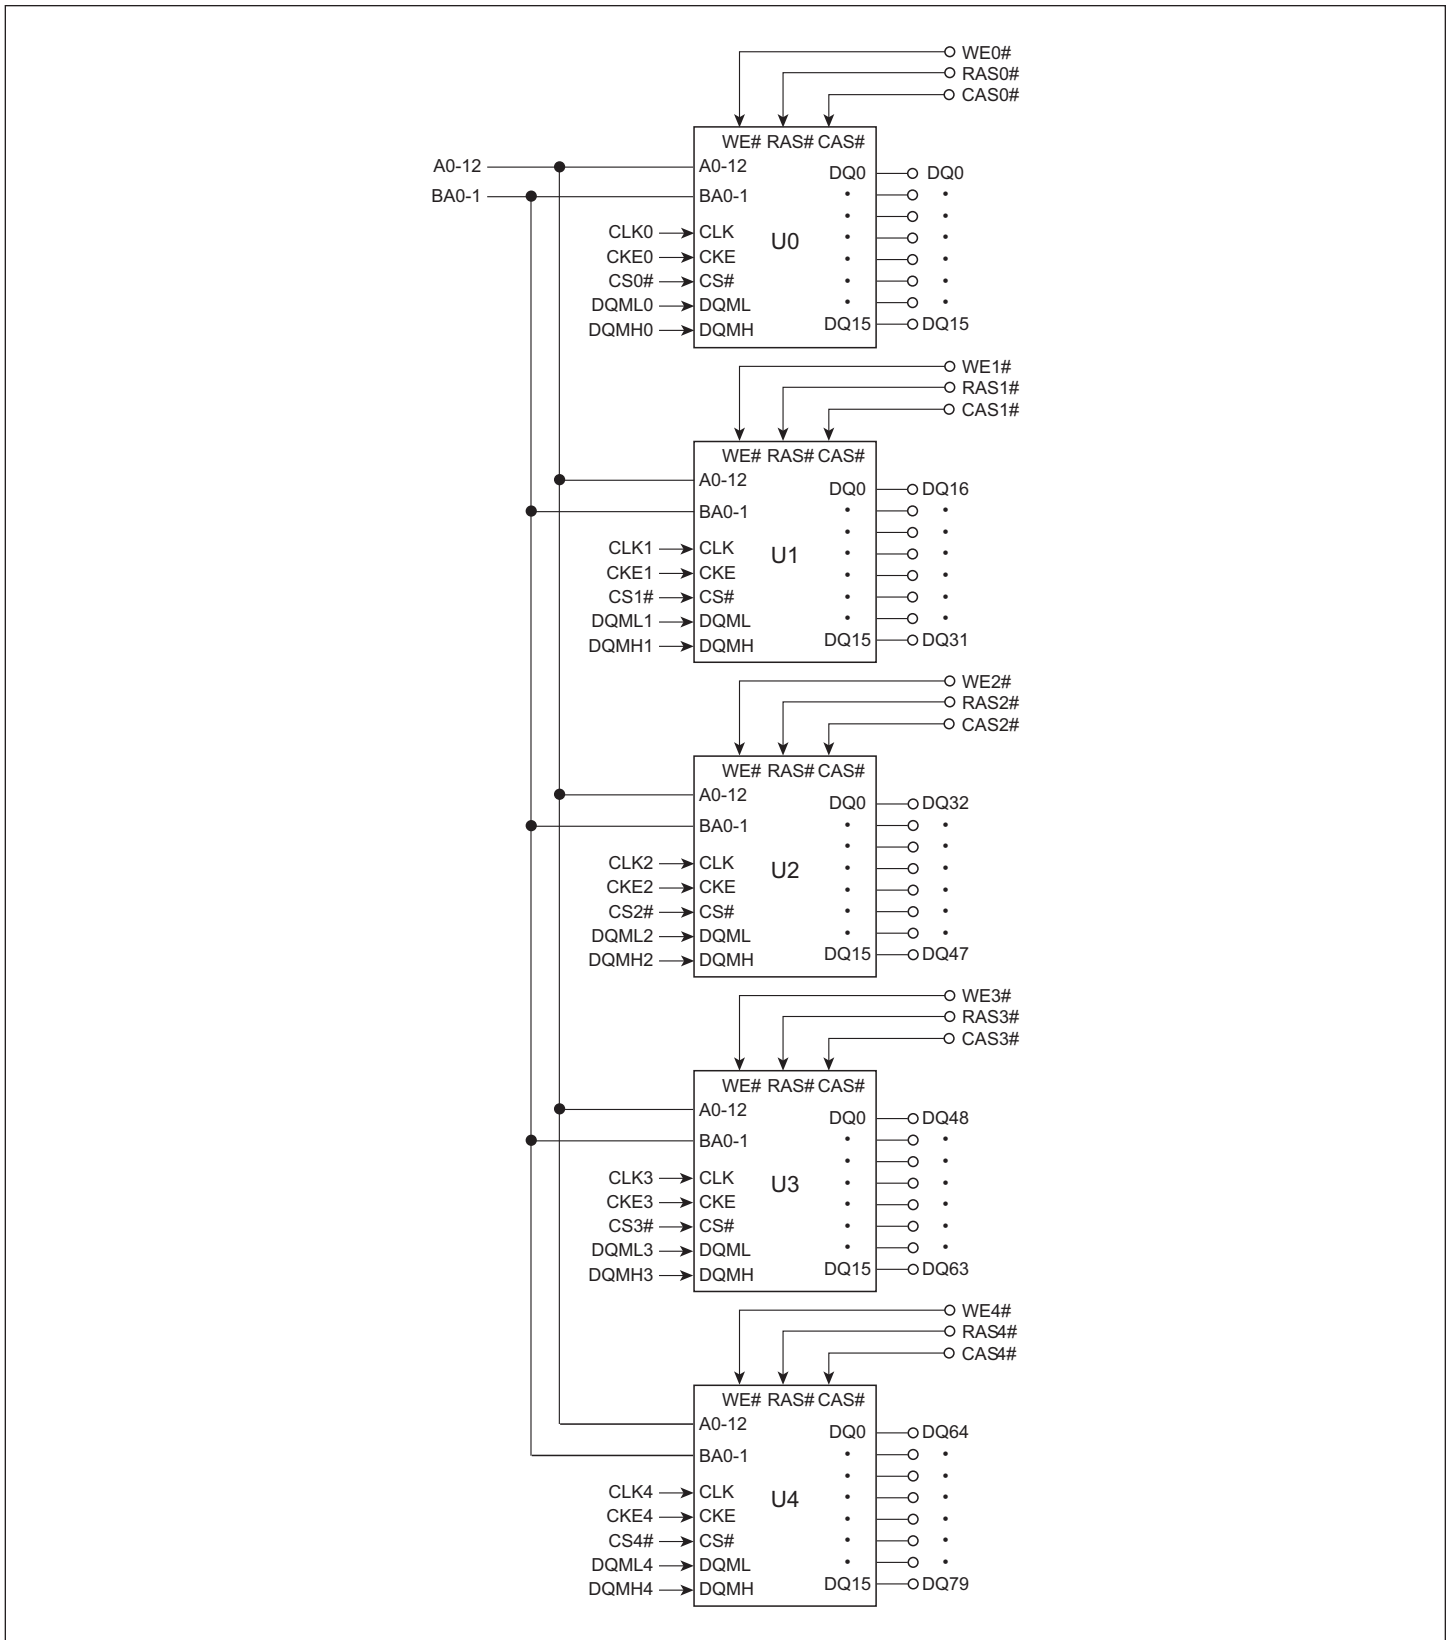 WE0#
RAS0#
CAS0#
WE# RAS# CAS#
A0-12 A0-12 DQ0 DQ0
BA0-1 BA0-1
CLK0 CLK U0
CKE0 CKE
CS0# CS#
DQML0 DQML
DQMH0 DQMH DQ15 DQ15
WE1#
RAS1#
CAS1#
WE# RAS# CAS#
A0-12 DQ0 DQ16
BA0-1
CLK1 CLK U1
CKE1 CKE
CS1# CS#
DQML1 DQML
DQMH1 DQMH DQ15 DQ31
WE2#
RAS2#
CAS2#
WE# RAS# CAS#
A0-12 DQ0 DQ32
BA0-1
CLK2 CLK U2
CKE2 CKE
CS2# CS#
DQML2 DQML
DQMH2 DQMH DQ15 DQ47
WE3#
RAS3#
CAS3#
WE# RAS# CAS#
A0-12 DQ0 DQ48
BA0-1
CLK3 CLK U3
CKE3 CKE
CS3# CS#
DQML3 DQML
DQMH3 DQMH DQ15 DQ63
WE4#
RAS4#
CAS4#
WE# RAS# CAS#
A0-12 DQ0 DQ64
BA0-1
CLK4 CLK U4
CKE4 CKE
CS4# CS#
DQML4 DQML
DQMH4 DQMH DQ15 DQ79